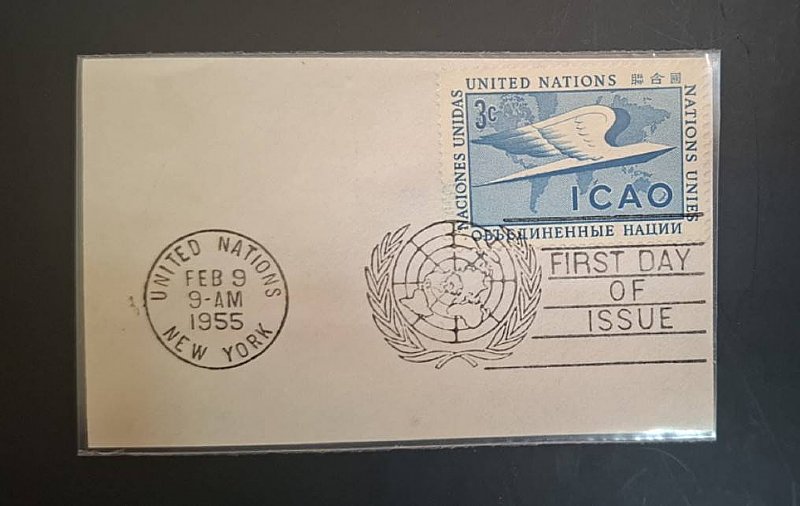 UNITED NATIONS 聯合國
3c
NACIONES UNIDAS
NATIONS UNIES
ICAO
ОБЪЕДИНЕННЫЕ НАЦИИ
UNITED NATIONS
FEB 9
9-AM
1955
NEW YORK
FIRST DAY
OF
ISSUE